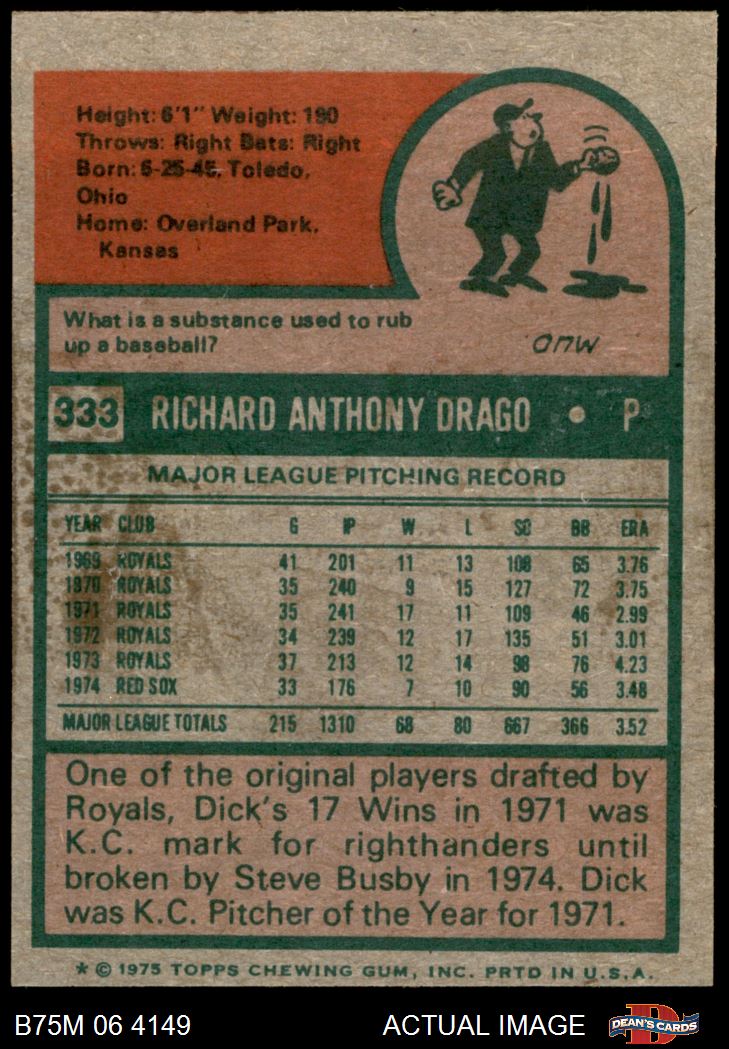 Height: 6'1" Weight: 190
Throws: Right Bats: Right
Born: 6-25-45, Toledo,
Ohio
Home: Overland Park,
Kansas
What is a substance used to rub
up a baseball?
MUD
333 RICHARD ANTHONY DRAGO • P
MAJOR LEAGUE PITCHING RECORD
YEAR CLUB G IP W L SO BB ERA
1969 ROYALS 41 201 11 13 108 65 3.76
1970 ROYALS 35 240 9 15 127 72 3.75
1971 ROYALS 35 241 17 11 109 46 2.99
1972 ROYALS 34 239 12 17 135 51 3.01
1973 ROYALS 37 213 12 14 98 76 4.23
1974 RED SOX 33 176 7 10 90 56 3.48
MAJOR LEAGUE TOTALS 215 1310 68 80 667 366 3.52
One of the original players drafted by
Royals, Dick's 17 Wins in 1971 was
K.C. mark for righthanders until
broken by Steve Busby in 1974. Dick
was K.C. Pitcher of the Year for 1971.
* © 1975 TOPPS CHEWING GUM, INC. PRTD IN U.S.A.
B75M 06 4149 ACTUAL IMAGE DEAN'S CARDS